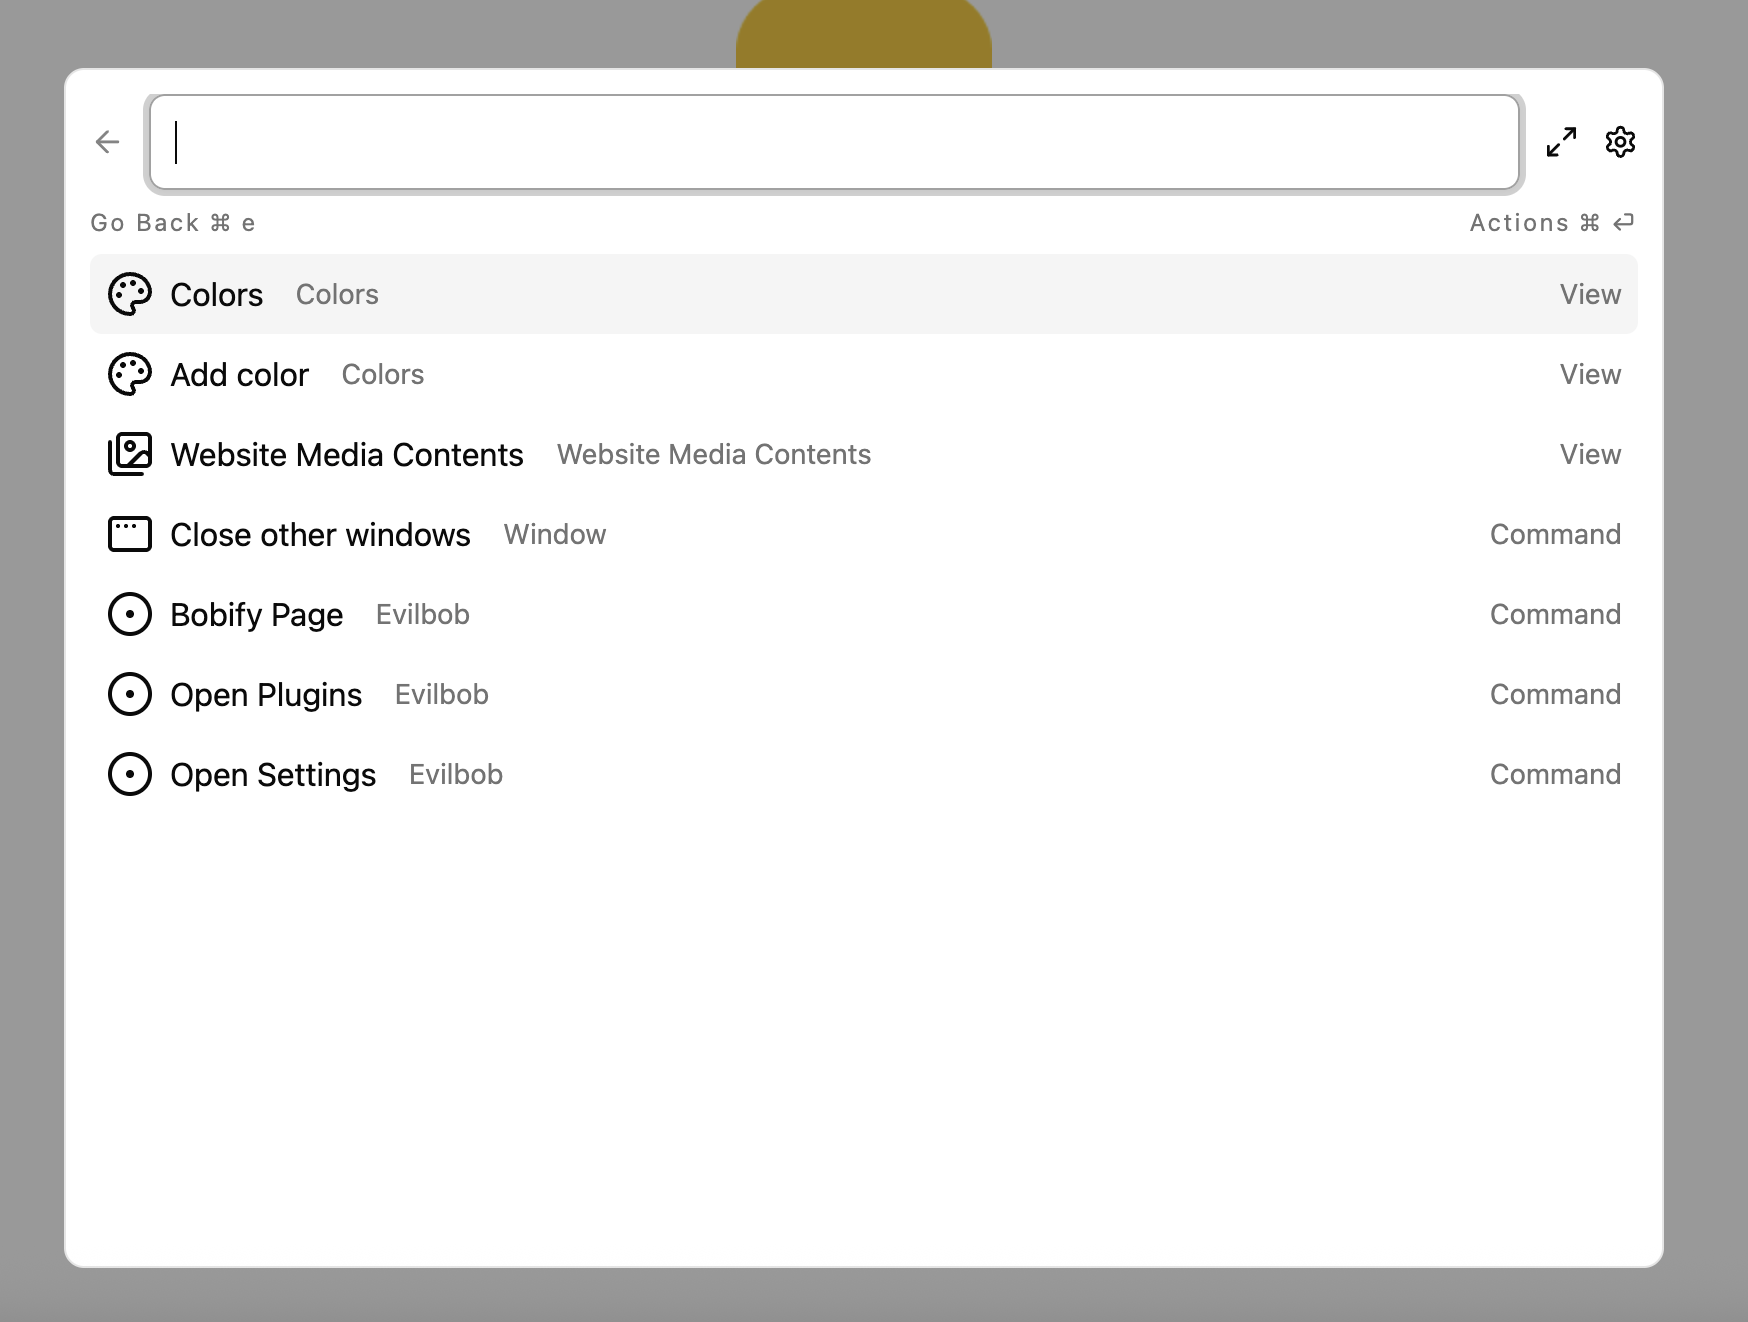 Go Back ⌘ e Actions ⌘ ↵
Colors Colors View
Add color Colors View
Website Media Contents Website Media Contents View
Close other windows Window Command
Bobify Page Evilbob Command
Open Plugins Evilbob Command
Open Settings Evilbob Command